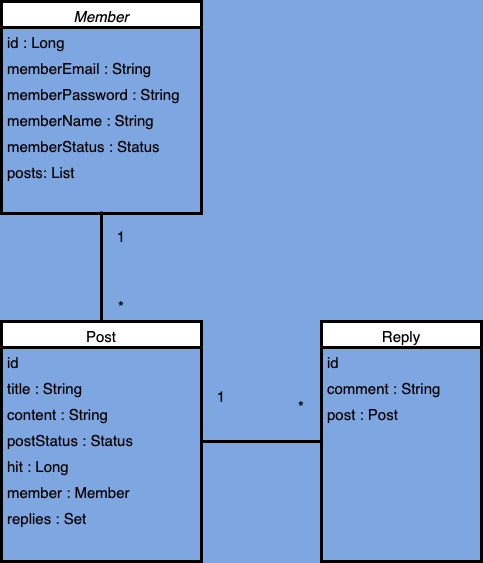 Member
id : Long
memberEmail : String
memberPassword : String
memberName : String
memberStatus : Status
posts: List
1
*
Post
id
title : String
content : String
postStatus : Status
hit : Long
member : Member
replies : Set
1
*
Reply
id
comment : String
post : Post